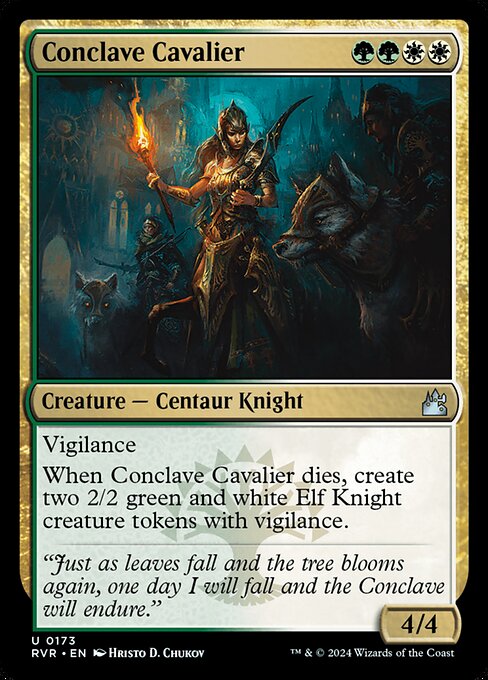 Conclave Cavalier
Creature — Centaur Knight
Vigilance
When Conclave Cavalier dies, create
two 2/2 green and white Elf Knight
creature tokens with vigilance.
“Just as leaves fall and the tree blooms
again, one day I will fall and the Conclave
will endure.”
4/4
U 0173
RVR • EN Hristo D. Chukov
™ & © 2024 Wizards of the Coast